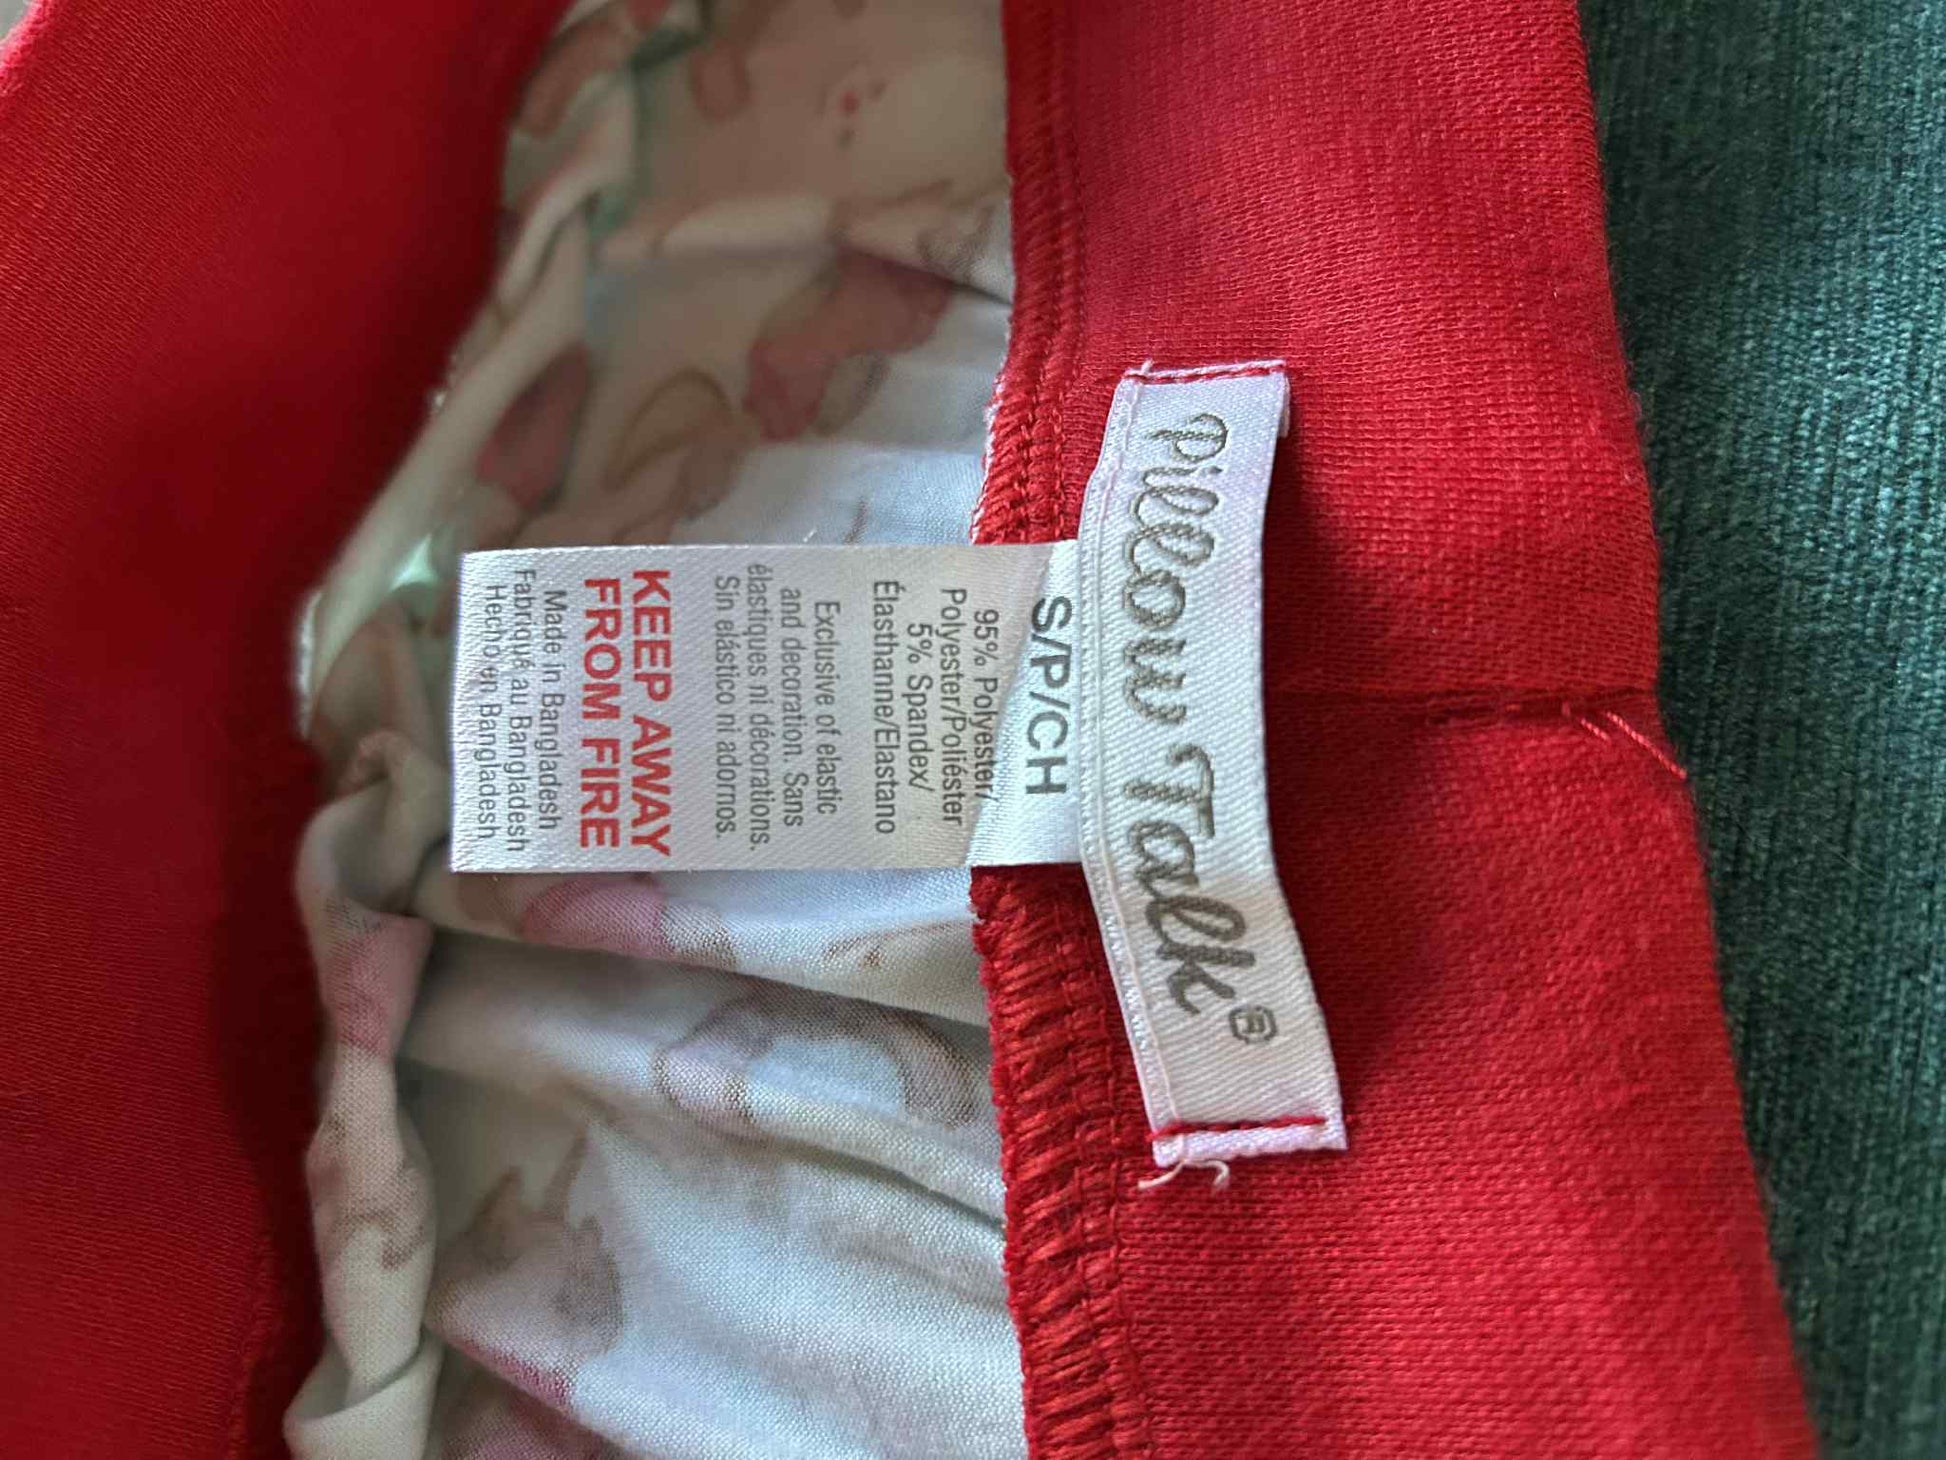 Pillow Talk®
S/P/CH
95% Polyester/
Polyester/Poliéster
5% Spandex/
Élasthanne/Elastano
Exclusive of elastic
and decoration. Sans
élastiques ni décorations.
Sin elástico ni adornos.
KEEP AWAY
FROM FIRE
Made in Bangladesh
Fabriqué au Bangladesh
Hecho en Bangladesh